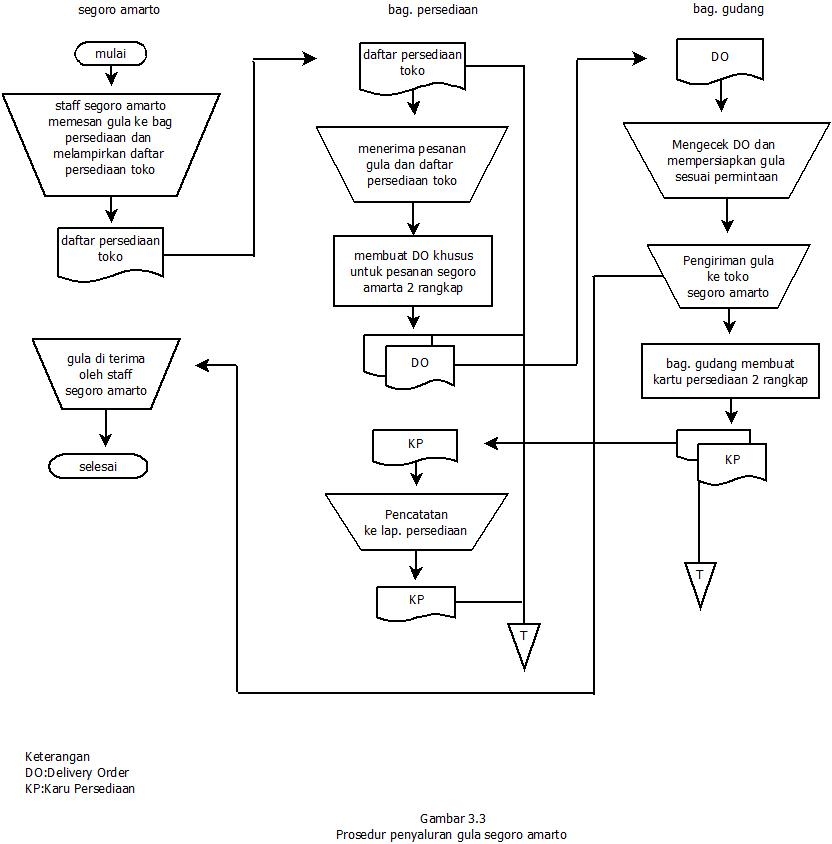 segoro amarto
mulai
staff segoro amarto
memesan gula ke bag
persediaan dan
melampirkan daftar
persediaan toko
daftar persediaan
toko
gula di terima
oleh staff
segoro amarto
selesai
bag. persediaan
daftar persediaan
toko
menerima pesanan
gula dan daftar
persediaan toko
membuat DO khusus
untuk pesanan segoro
amarta 2 rangkap
DO
KP
Pencatatan
ke lap. persediaan
KP
T
bag. gudang
DO
Mengecek DO dan
mempersiapkan gula
sesuai permintaan
Pengiriman gula
ke toko
segoro amarto
bag. gudang membuat
kartu persediaan 2 rangkap
KP
T
Keterangan
DO:Delivery Order
KP:Karu Persediaan
Gambar 3.3
Prosedur penyaluran gula segoro amarto